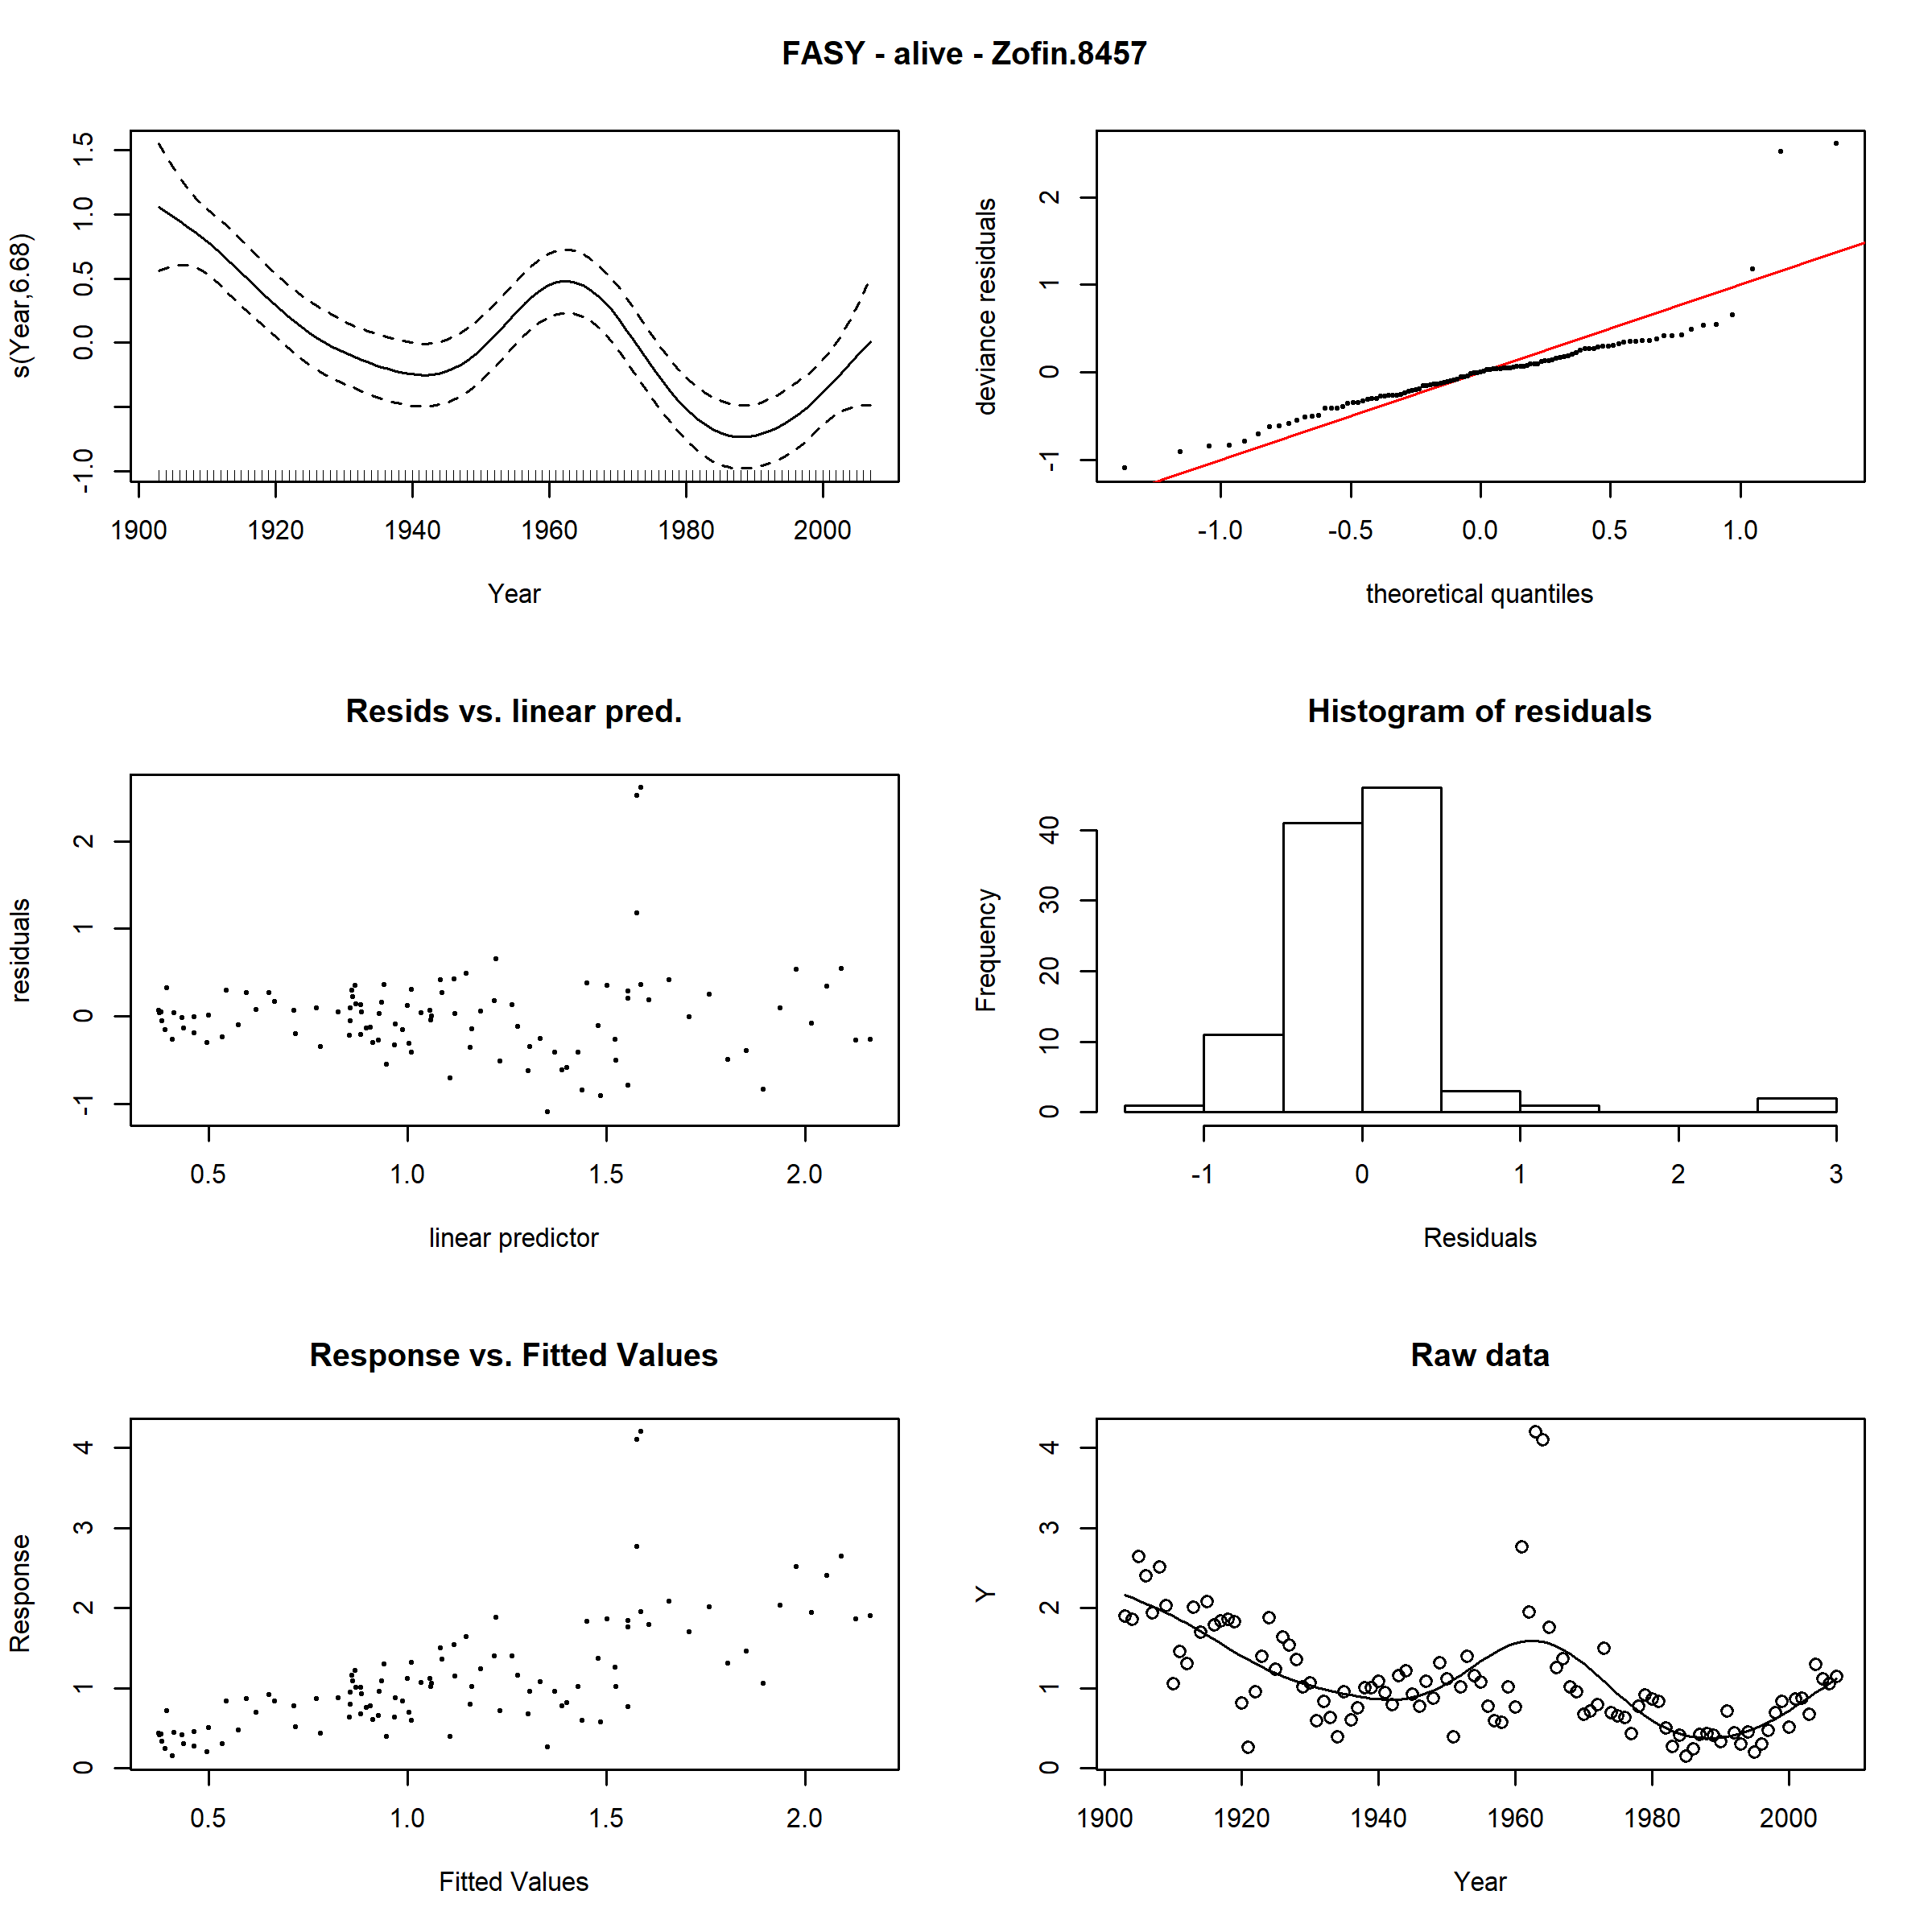 FASY - alive - Zofin.8457
s(Year,6.68)
-1.0 0.0 0.5 1.0 1.5
1900 1920 1940 1960 1980 2000
Year
deviance residuals
-1 0 1 2
-1.0 -0.5 0.0 0.5 1.0
theoretical quantiles
Resids vs. linear pred.
residuals
-1 0 1 2
0.5 1.0 1.5 2.0
linear predictor
Histogram of residuals
Frequency
0 10 20 30 40
-1 0 1 2 3
Residuals
Response vs. Fitted Values
Response
0 1 2 3 4
0.5 1.0 1.5 2.0
Fitted Values
Raw data
Y
0 1 2 3 4
1900 1920 1940 1960 1980 2000
Year